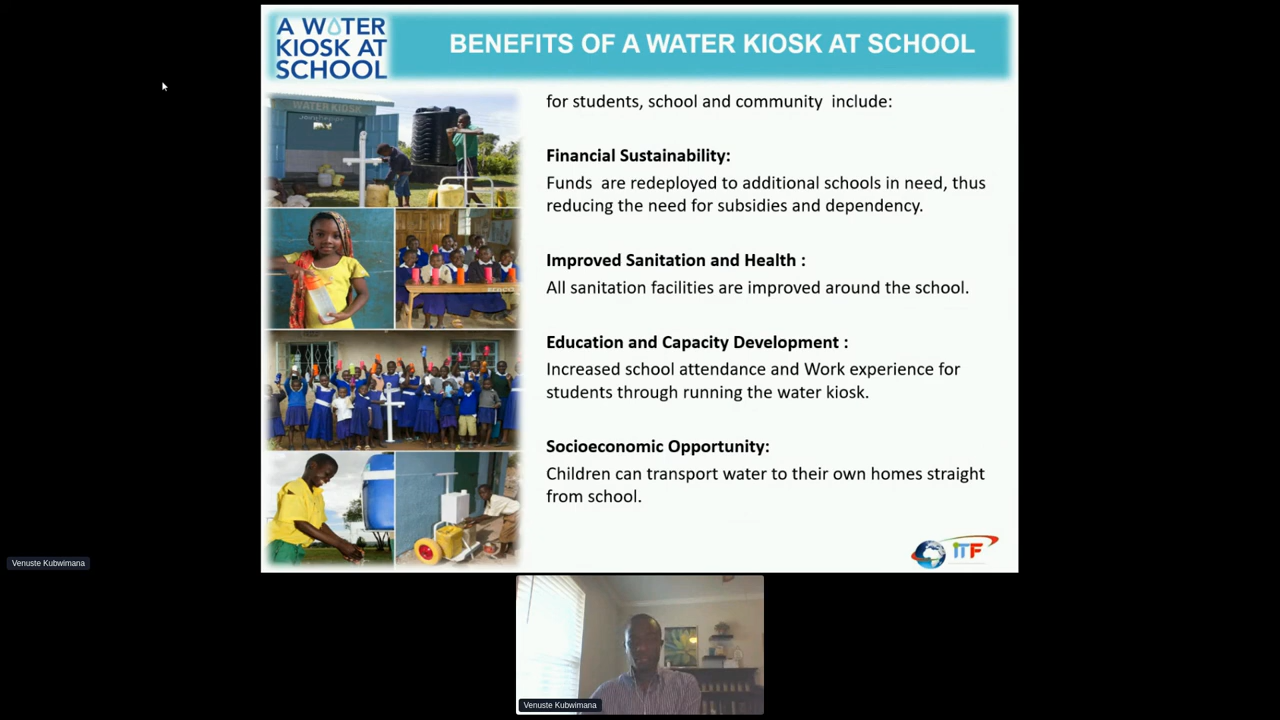 A WATER
KIOSK AT
SCHOOL
BENEFITS OF A WATER KIOSK AT SCHOOL
WATER KIOSK
for students, school and community include:
Financial Sustainability:
Funds are redeployed to additional schools in need, thus
reducing the need for subsidies and dependency.
Improved Sanitation and Health :
All sanitation facilities are improved around the school.
Education and Capacity Development :
Increased school attendance and Work experience for
students through running the water kiosk.
Socioeconomic Opportunity:
Children can transport water to their own homes straight
from school.
ITF
Venuste Kubwimana
Venuste Kubwimana